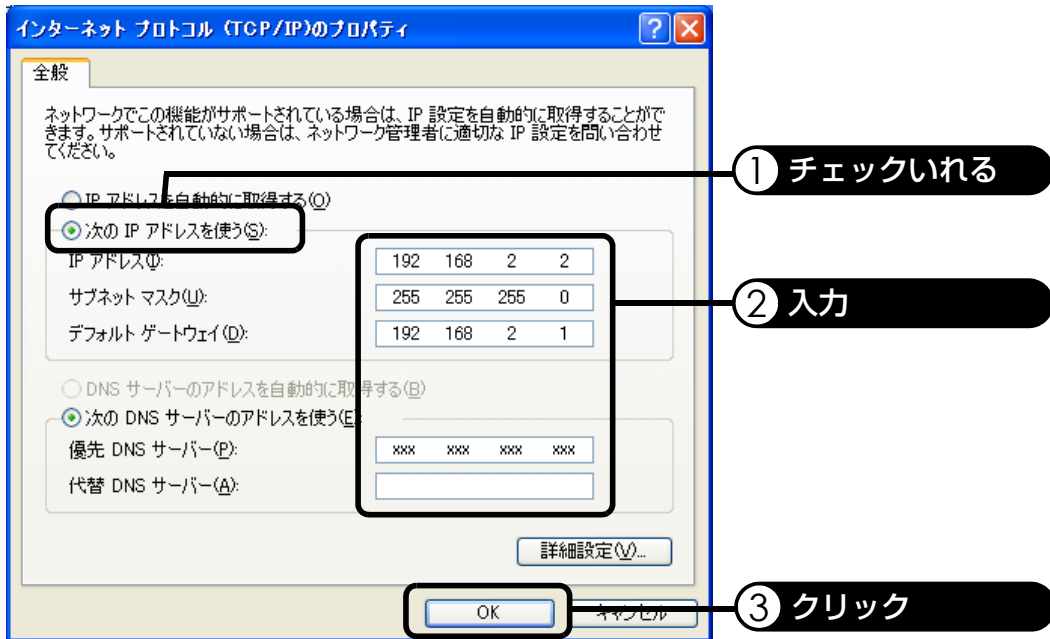 インターネット プロトコル (TCP/IP)のプロパティ
全般
ネットワークでこの機能がサポートされている場合は、IP 設定を自動的に取得することがで
きます。サポートされていない場合は、ネットワーク管理者に適切な IP 設定を問い合わせ
てください。
① チェックいれる
IP アドレスを自動的に取得する(O)
次の IP アドレスを使う(S):
IP アドレス(I): 192 168 2 2
サブネット マスク(U): 255 255 255 0
② 入力
デフォルト ゲートウェイ(D): 192 168 2 1
DNS サーバーのアドレスを自動的に取得する(B)
次の DNS サーバーのアドレスを使う(E):
優先 DNS サーバー(P): xxx xxx xxx xxx
代替 DNS サーバー(A):
詳細設定(V)...
OK
キャンセル
③ クリック